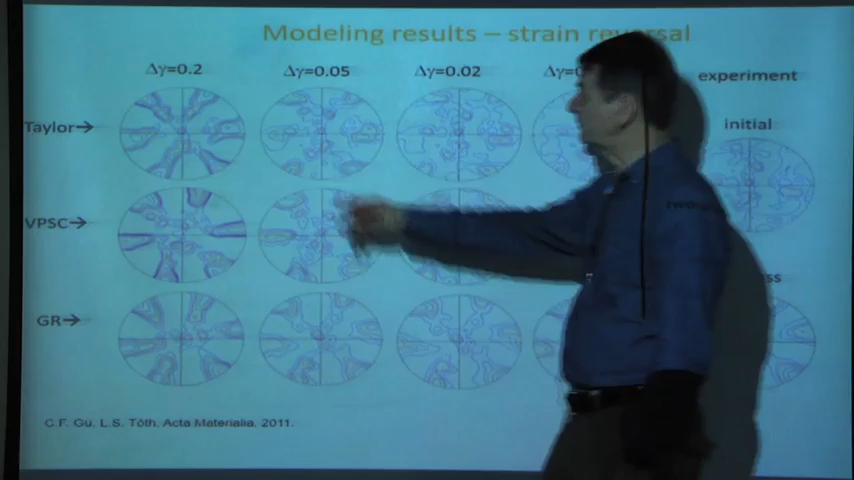 Modeling results – strain reversal
Δγ=0.2 Δγ=0.05 Δγ=0.02 experiment
initial
Taylor→
VPSC→
GR→
C.F. Gu, L.S. Tóth, Acta Materialia, 2011.